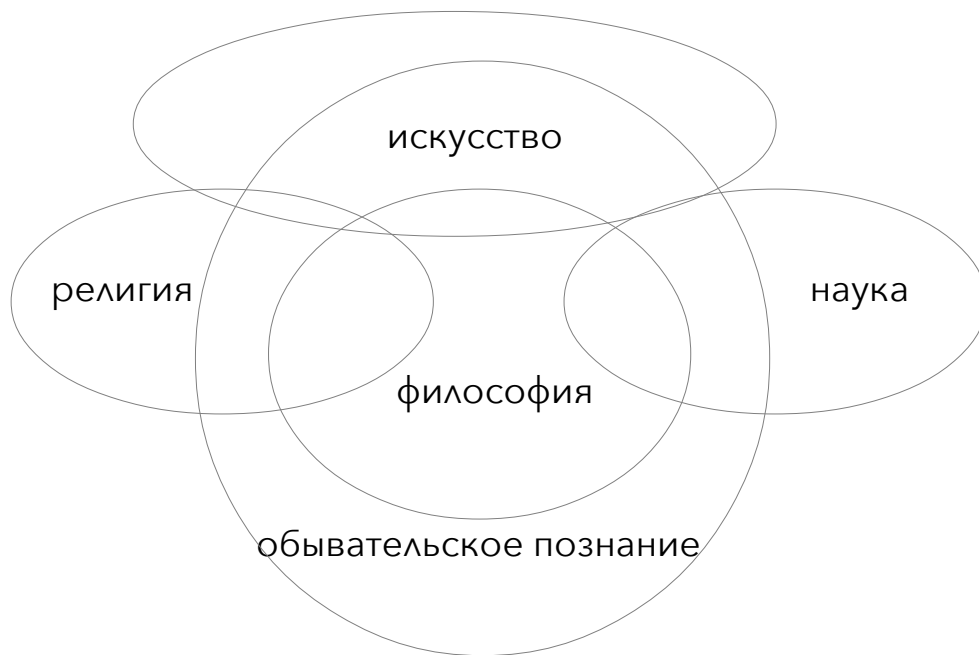 искусство
религия
наука
философия
обывательское познание